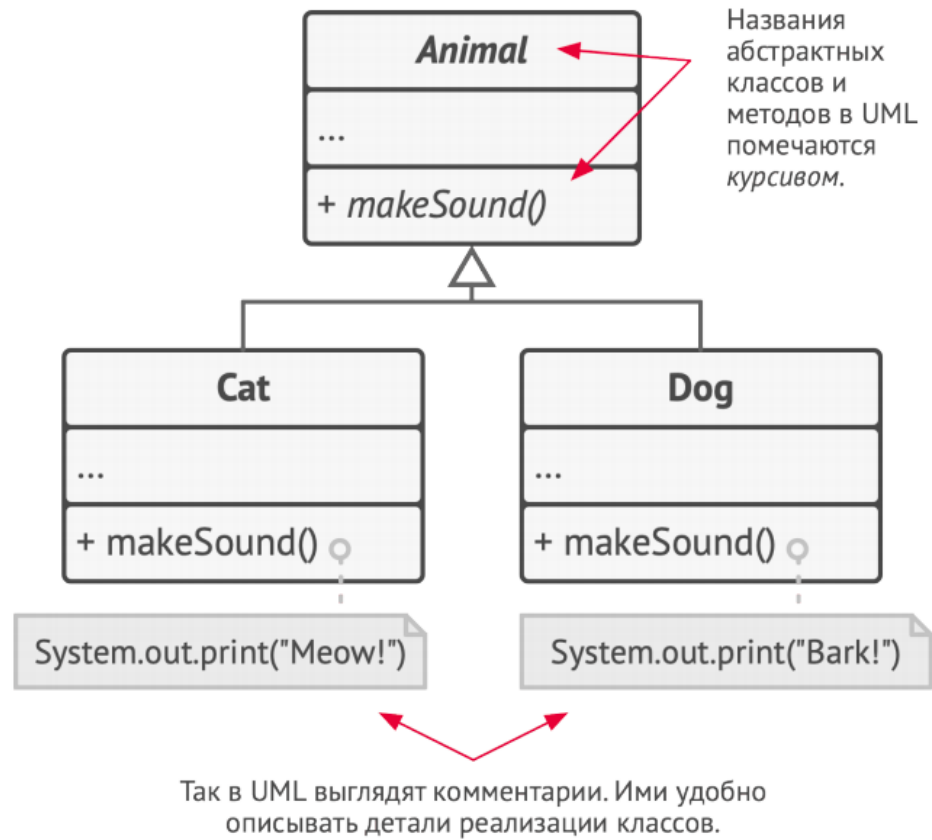 Animal
...
+ makeSound()
Названия
абстрактных
классов и
методов в UML
помечаются
курсивом.
Cat
...
+ makeSound()
System.out.print("Meow!")
Dog
...
+ makeSound()
System.out.print("Bark!")
Так в UML выглядят комментарии. Ими удобно
описывать детали реализации классов.